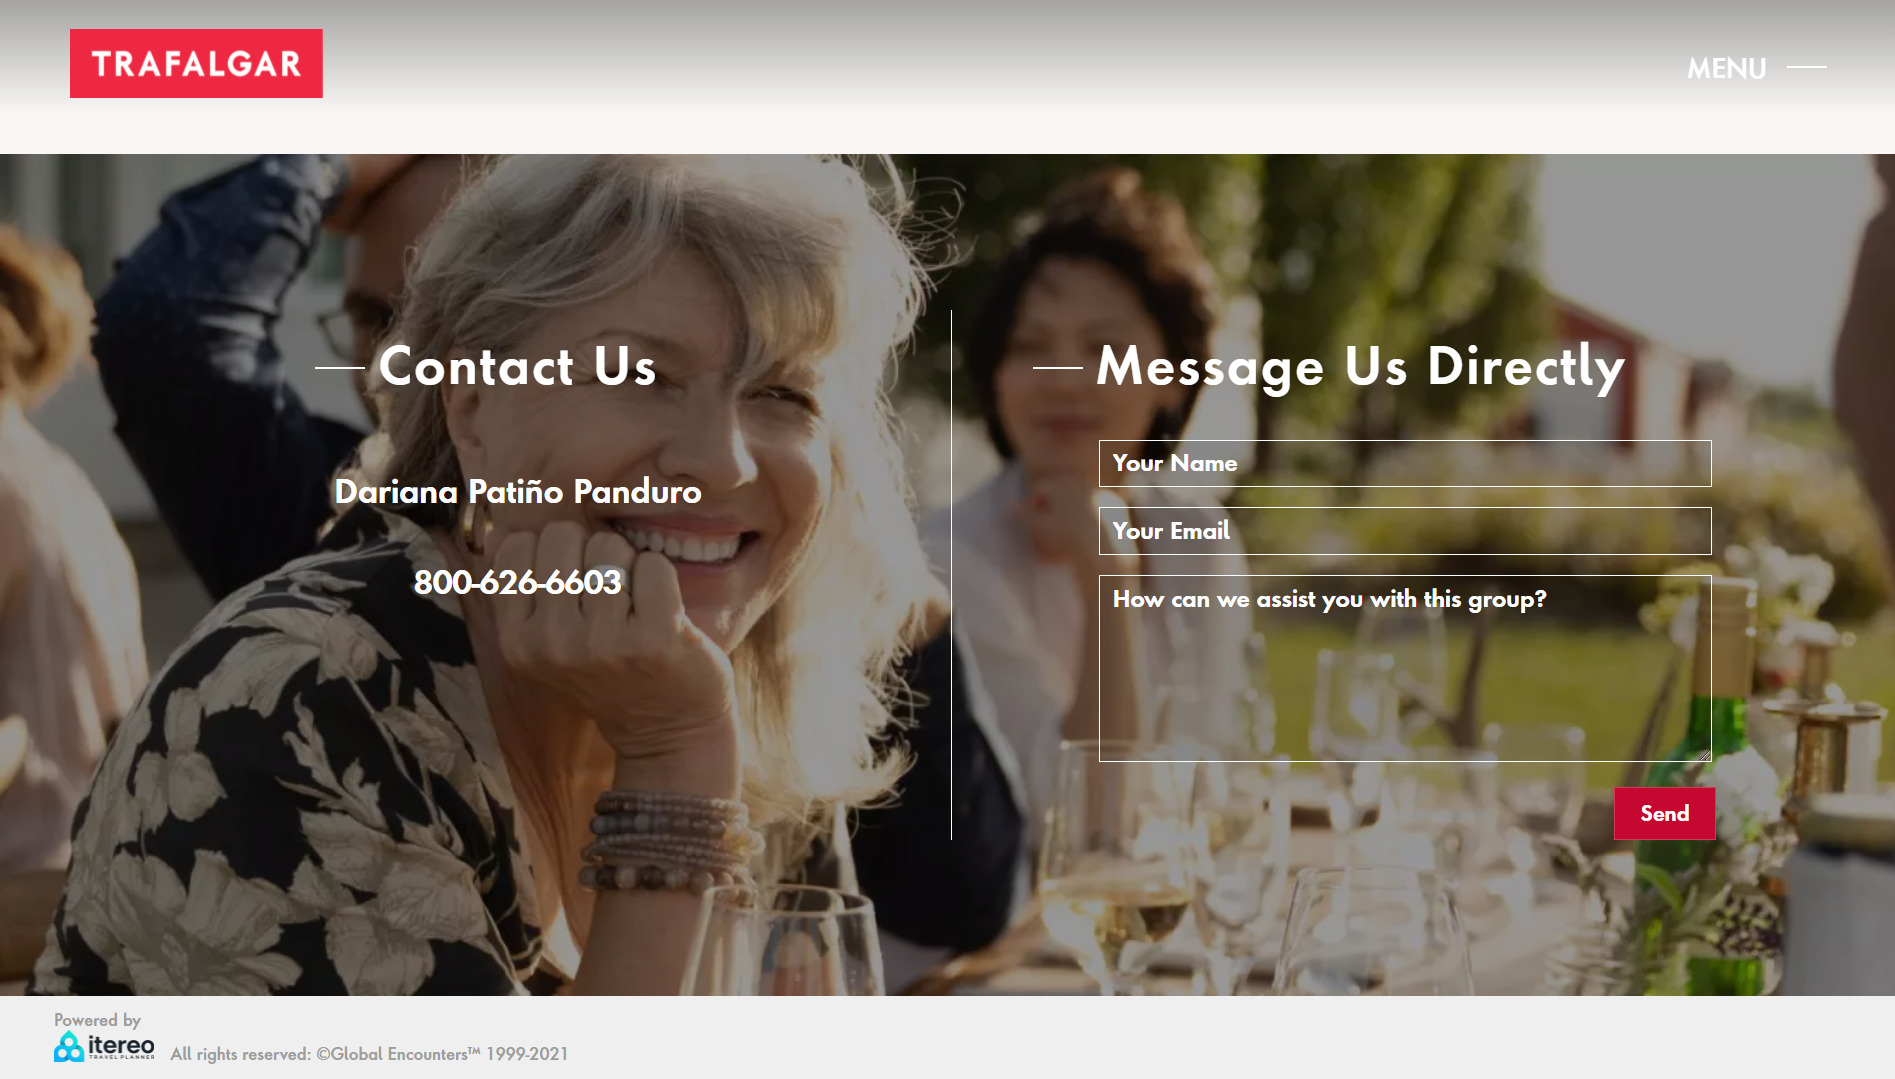 TRAFALGAR
MENU
Contact Us
Dariana Patiño Panduro
800-626-6603
Message Us Directly
Your Name
Your Email
How can we assist you with this group?
Send
Powered by
itereo
TRAVEL PLANNER
All rights reserved: ©Global Encounters™ 1999-2021